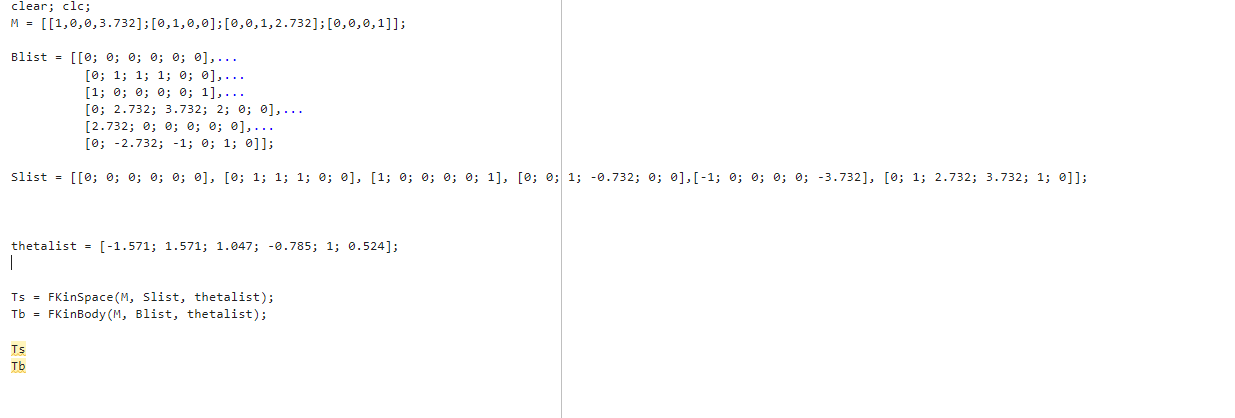 clear; clc;
M = [[1,0,0,3.732];[0,1,0,0];[0,0,1,2.732];[0,0,0,1]];
Blist = [[0; 0; 0; 0; 0; 0],...
[0; 1; 1; 1; 0; 0],...
[1; 0; 0; 0; 0; 1],...
[0; 2.732; 3.732; 2; 0; 0],...
[2.732; 0; 0; 0; 0; 0],...
[0; -2.732; -1; 0; 1; 0]];
Slist = [[0; 0; 0; 0; 0; 0], [0; 1; 1; 1; 0; 0], [1; 0; 0; 0; 0; 1], [0; 0; 1; -0.732; 0; 0],[-1; 0; 0; 0; 0; -3.732], [0; 1; 2.732; 3.732; 1; 0]];
thetalist = [-1.571; 1.571; 1.047; -0.785; 1; 0.524];
Ts = FKinSpace(M, Slist, thetalist);
Tb = FKinBody(M, Blist, thetalist);
Ts
Tb